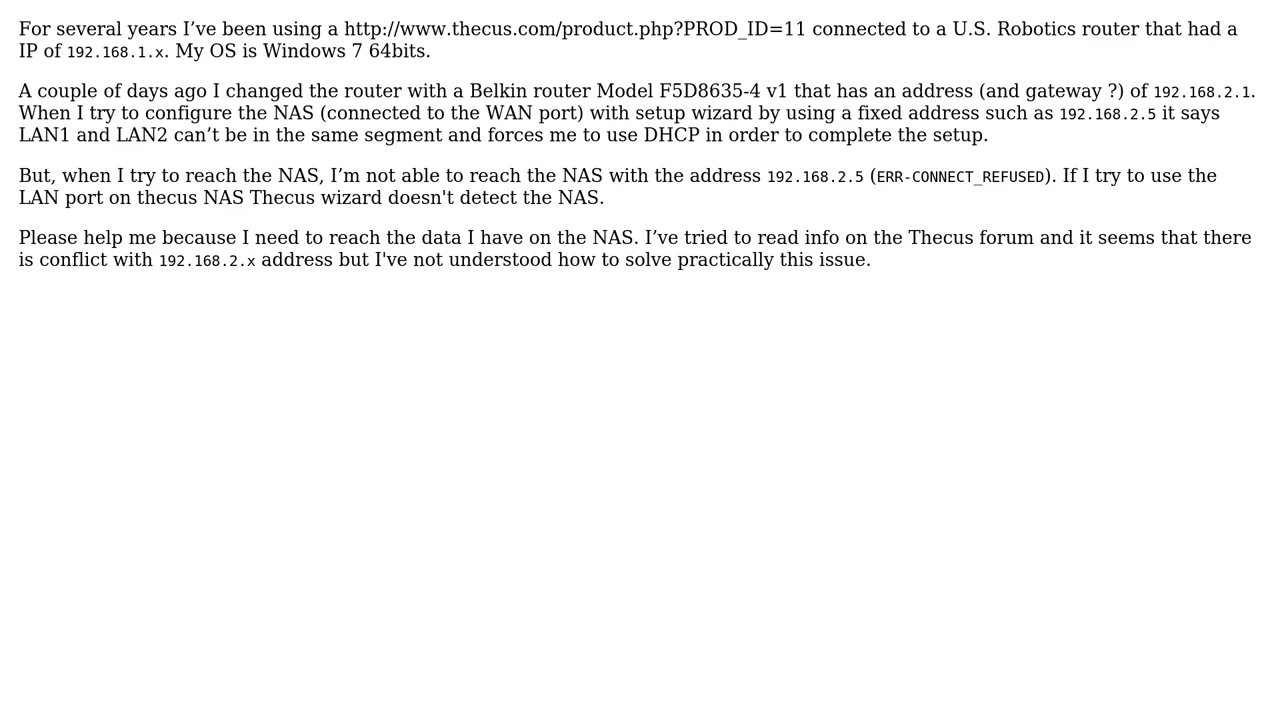 For several years I’ve been using a http://www.thecus.com/product.php?PROD_ID=11 connected to a U.S. Robotics router that had a
IP of 192.168.1.x. My OS is Windows 7 64bits.
A couple of days ago I changed the router with a Belkin router Model F5D8635-4 v1 that has an address (and gateway ?) of 192.168.2.1.
When I try to configure the NAS (connected to the WAN port) with setup wizard by using a fixed address such as 192.168.2.5 it says
LAN1 and LAN2 can’t be in the same segment and forces me to use DHCP in order to complete the setup.
But, when I try to reach the NAS, I’m not able to reach the NAS with the address 192.168.2.5 (ERR-CONNECT_REFUSED). If I try to use the
LAN port on thecus NAS Thecus wizard doesn't detect the NAS.
Please help me because I need to reach the data I have on the NAS. I’ve tried to read info on the Thecus forum and it seems that there
is conflict with 192.168.2.x address but I've not understood how to solve practically this issue.